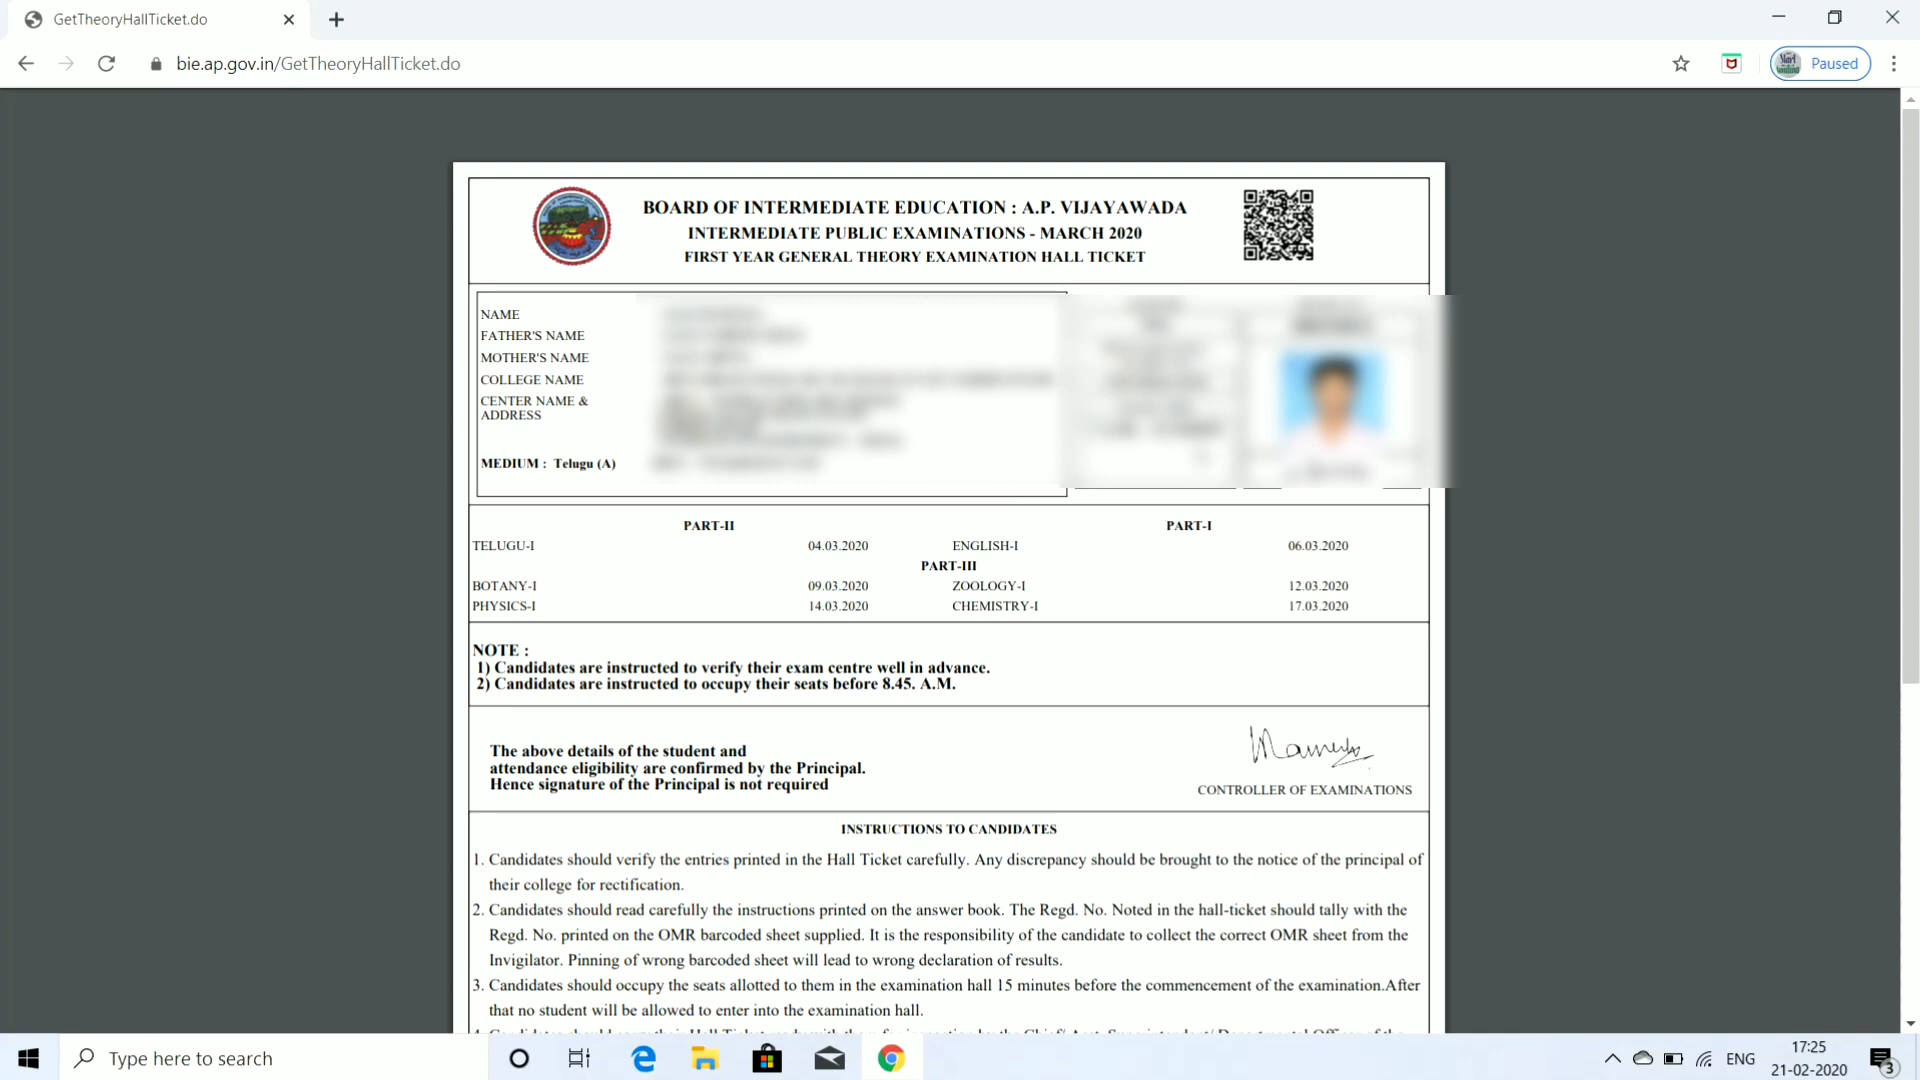 GetTheoryHallTicket.do
bie.ap.gov.in/GetTheoryHallTicket.do
Paused
BOARD OF INTERMEDIATE EDUCATION : A.P. VIJAYAWADA
INTERMEDIATE PUBLIC EXAMINATIONS - MARCH 2020
FIRST YEAR GENERAL THEORY EXAMINATION HALL TICKET
NAME
FATHER'S NAME
MOTHER'S NAME
COLLEGE NAME
CENTER NAME &
ADDRESS
MEDIUM : Telugu (A)
PART-II PART-I
TELUGU-I 04.03.2020 ENGLISH-I 06.03.2020
PART-III
BOTANY-I 09.03.2020 ZOOLOGY-I 12.03.2020
PHYSICS-I 14.03.2020 CHEMISTRY-I 17.03.2020
NOTE :
1) Candidates are instructed to verify their exam centre well in advance.
2) Candidates are instructed to occupy their seats before 8.45. A.M.
The above details of the student and
attendance eligibility are confirmed by the Principal.
Hence signature of the Principal is not required
CONTROLLER OF EXAMINATIONS
INSTRUCTIONS TO CANDIDATES
1. Candidates should verify the entries printed in the Hall Ticket carefully. Any discrepancy should be brought to the notice of the principal of
their college for rectification.
2. Candidates should read carefully the instructions printed on the answer book. The Regd. No. Noted in the hall-ticket should tally with the
Regd. No. printed on the OMR barcoded sheet supplied. It is the responsibility of the candidate to collect the correct OMR sheet from the
Invigilator. Pinning of wrong barcoded sheet will lead to wrong declaration of results.
3. Candidates should occupy the seats allotted to them in the examination hall 15 minutes before the commencement of the examination.After
that no student will be allowed to enter into the examination hall.
Type here to search
ENG
17:25
21-02-2020
3